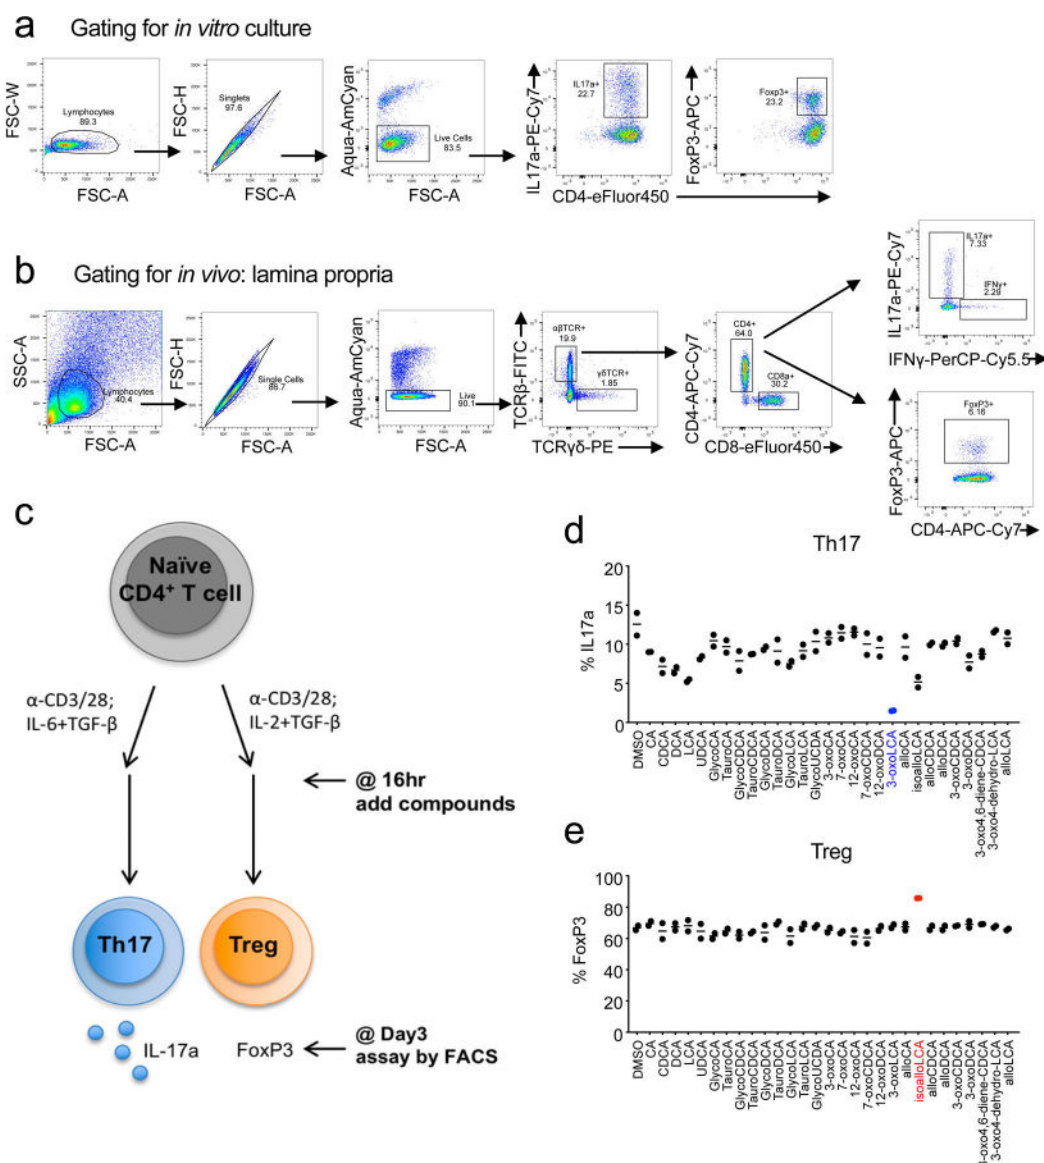 a Gating for in vitro culture
FSC-W
Lymphocytes
89.3
FSC-A
FSC-H
Singlets
97.6
FSC-A
Aqua-AmCyan
Live Cells
83.5
FSC-A
IL17a-PE-Cy7
IL17a+
22.7
CD4-eFluor450
FoxP3-APC
Foxp3+
23.2
b Gating for in vivo: lamina propria
SSC-A
Lymphocytes
40.4
FSC-A
FSC-H
Single Cells
88.7
FSC-A
Aqua-AmCyan
Live
90.1
FSC-A
TCRβ-FITC
αβTCR+
19.9
γδTCR+
1.85
TCRγδ-PE
CD4-APC-Cy7
CD4+
64.0
CD8a+
30.2
CD8-eFluor450
IL17a-PE-Cy7
IL17a+
7.33
IFNγ+
2.29
IFNγ-PerCP-Cy5.5
FoxP3-APC
FoxP3+
6.16
CD4-APC-Cy7
c
Naïve
CD4+ T cell
α-CD3/28;
IL-6+TGF-β
α-CD3/28;
IL-2+TGF-β
@ 16hr
add compounds
Th17
Treg
IL-17a
FoxP3
@ Day3
assay by FACS
d
Th17
% IL17a
20
15
10
5
0
DMSO
CA
CDCA
DCA
LCA
UDCA
GlycoCA
TauroCA
GlycoCDCA
TauroCDCA
GlycoDCA
TauroDCA
GlycoLCA
TauroLCA
GlycoUCDA
3-oxoCA
7-oxoCA
12-oxoCA
7-oxoCDCA
12-oxoDCA
3-oxoLCA
alloCA
isoalloLCA
alloCDCA
alloDCA
3-oxoCDCA
3-oxoDCA
3-oxo4,6-diene-CDCA
3-oxo4-dehydro-LCA
alloLCA
e
Treg
% FoxP3
100
80
60
40
20
0
DMSO
CA
CDCA
DCA
LCA
UDCA
GlycoCA
TauroCA
GlycoCDCA
TauroCDCA
GlycoDCA
TauroDCA
GlycoLCA
TauroLCA
GlycoUDCA
3-oxoCA
7-oxoCA
12-oxoCA
7-oxoCDCA
12-oxoDCA
3-oxoLCA
alloCA
isoalloLCA
alloCDCA
alloDCA
3-oxoCDCA
3-oxoDCA
3-oxo4,6-diene-CDCA
3-oxo4-dehydro-LCA
alloLCA